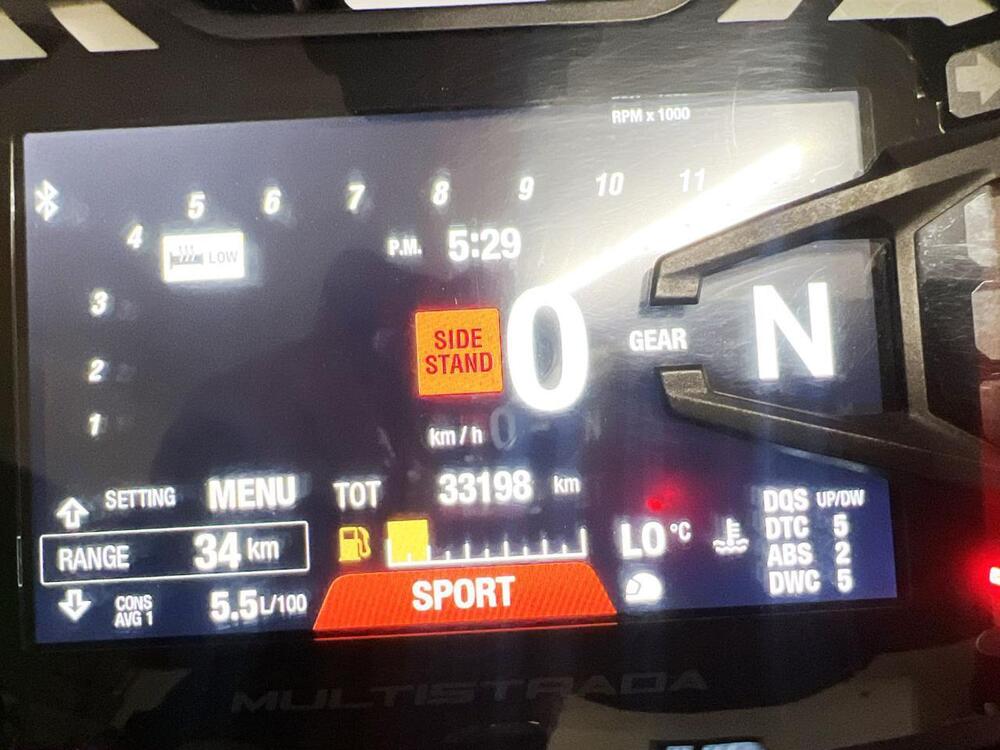 RPM x 1000
4 5 6 7 8 9 10 11
LOW
P.M. 5:29
3
SIDE
STAND
0
GEAR N
2
1
km/h
SETTING MENU
TOT 33198 km
RANGE 34 km
CONS
AVG 1 5.5 L/100
SPORT
LO °C
DQS UP/DW
DTC 5
ABS 2
DWC 5
MULTISTRADA